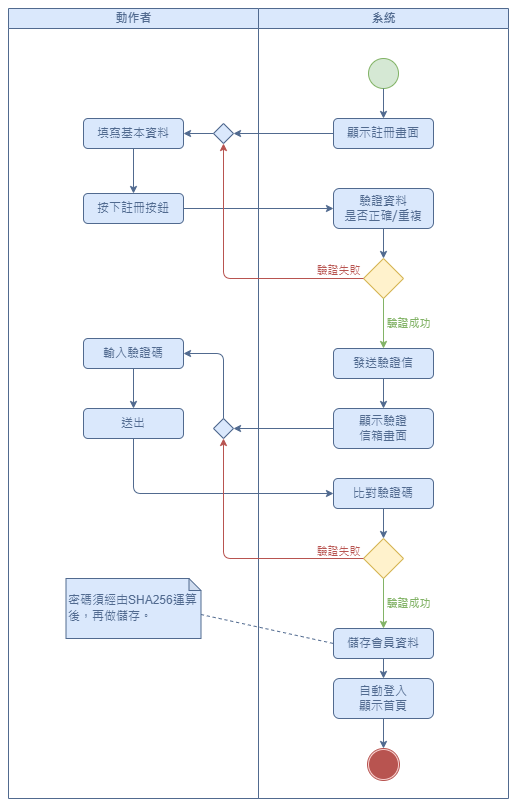 動作者
系統
顯示註冊畫面
填寫基本資料
按下註冊按鈕
驗證資料
是否正確/重複
驗證失敗
驗證成功
發送驗證信
輸入驗證碼
送出
顯示驗證
信箱畫面
比對驗證碼
驗證失敗
驗證成功
密碼須經由SHA256運算
後，再做儲存。
儲存會員資料
自動登入
顯示首頁